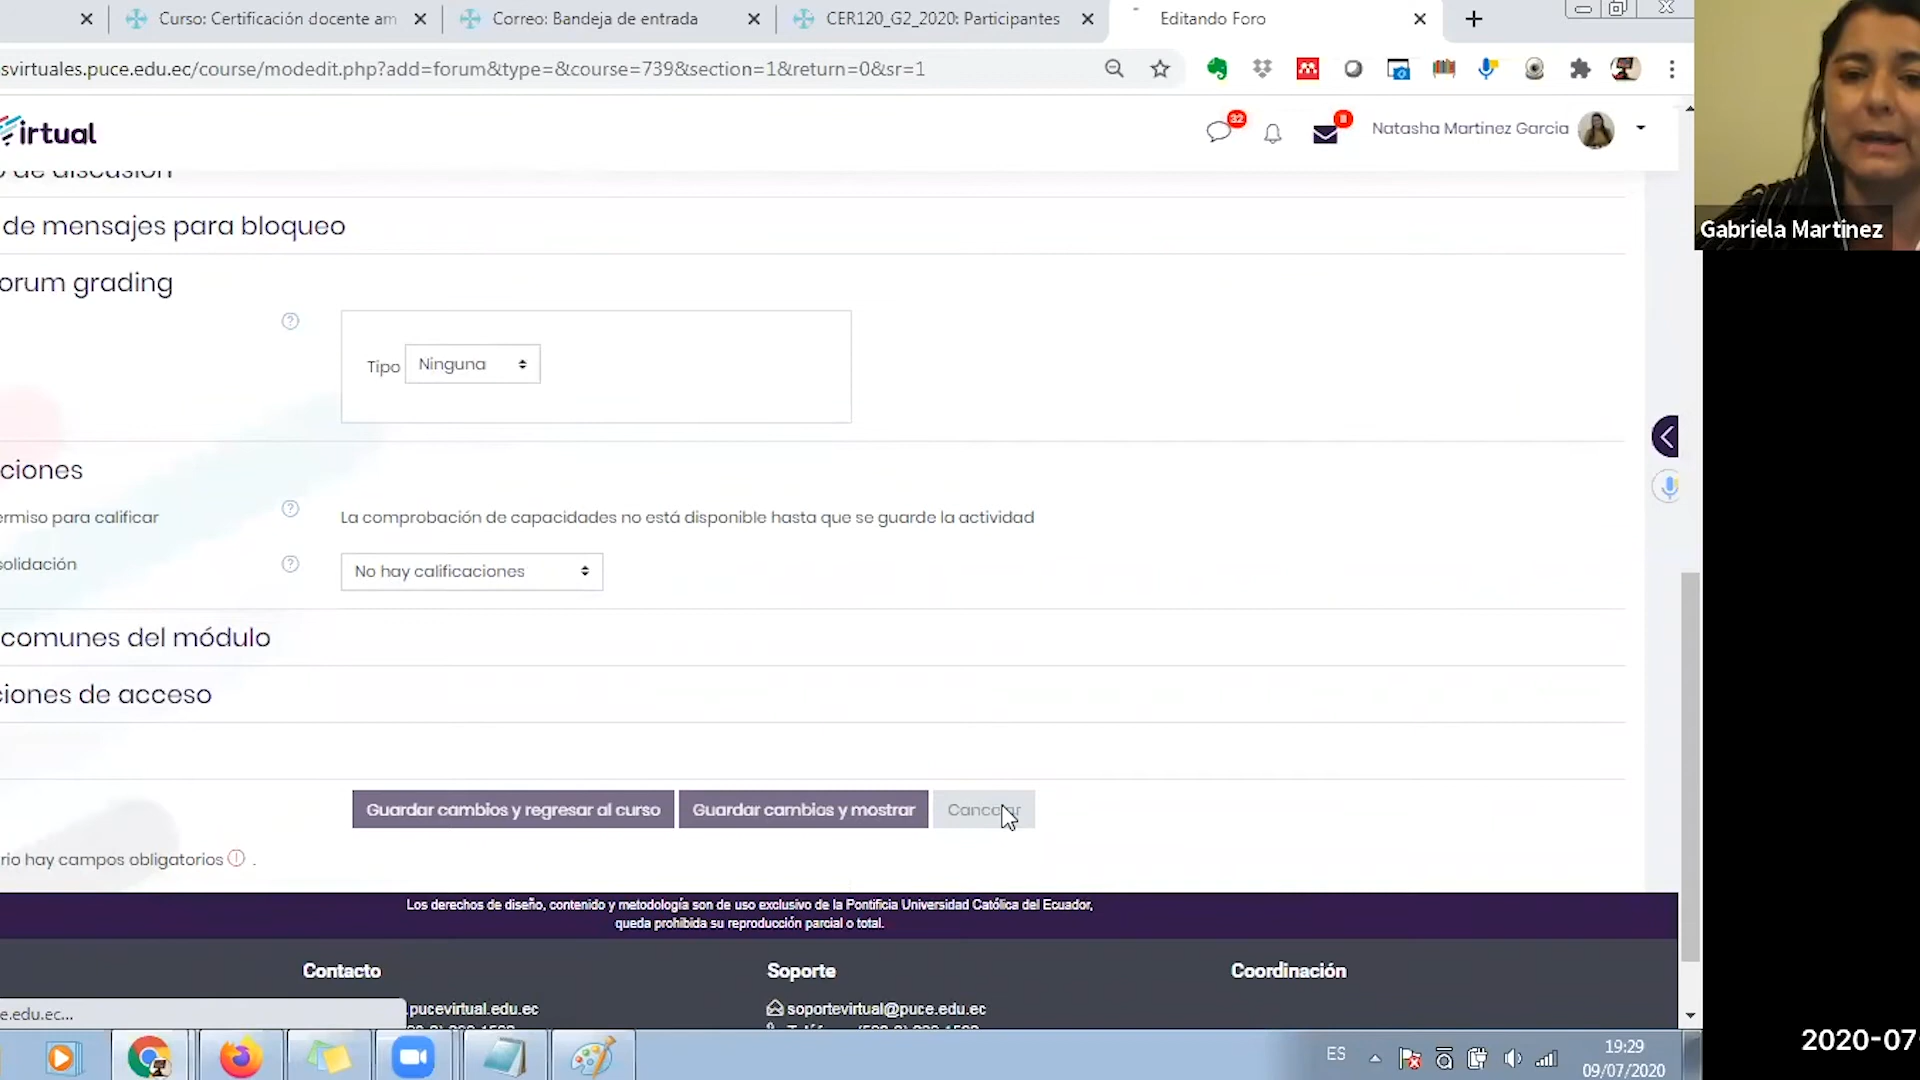 Curso: Certificación docente am
Correo: Bandeja de entrada
CER120_G2_2020: Participantes
Editando Foro
svirtuales.puce.edu.ec/course/modedit.php?add=forum&type=&course=739&section=1&return=0&sr=1
irtual
32
8
Natasha Martinez Garcia
Gabriela Martinez
o de discusión
de mensajes para bloqueo
orum grading
Tipo
Ninguna
ciones
ermiso para calificar
La comprobación de capacidades no está disponible hasta que se guarde la actividad
solidación
No hay calificaciones
comunes del módulo
ciones de acceso
Guardar cambios y regresar al curso
Guardar cambios y mostrar
Cancelar
rio hay campos obligatorios
.
Los derechos de diseño, contenido y metodología son de uso exclusivo de la Pontificia Universidad Católica del Ecuador,
queda prohibida su reproducción parcial o total.
Contacto
Soporte
Coordinación
pucevirtual.edu.ec
soportevirtual@puce.edu.ec
e.edu.ec...
ES
19:29
09/07/2020
2020-07